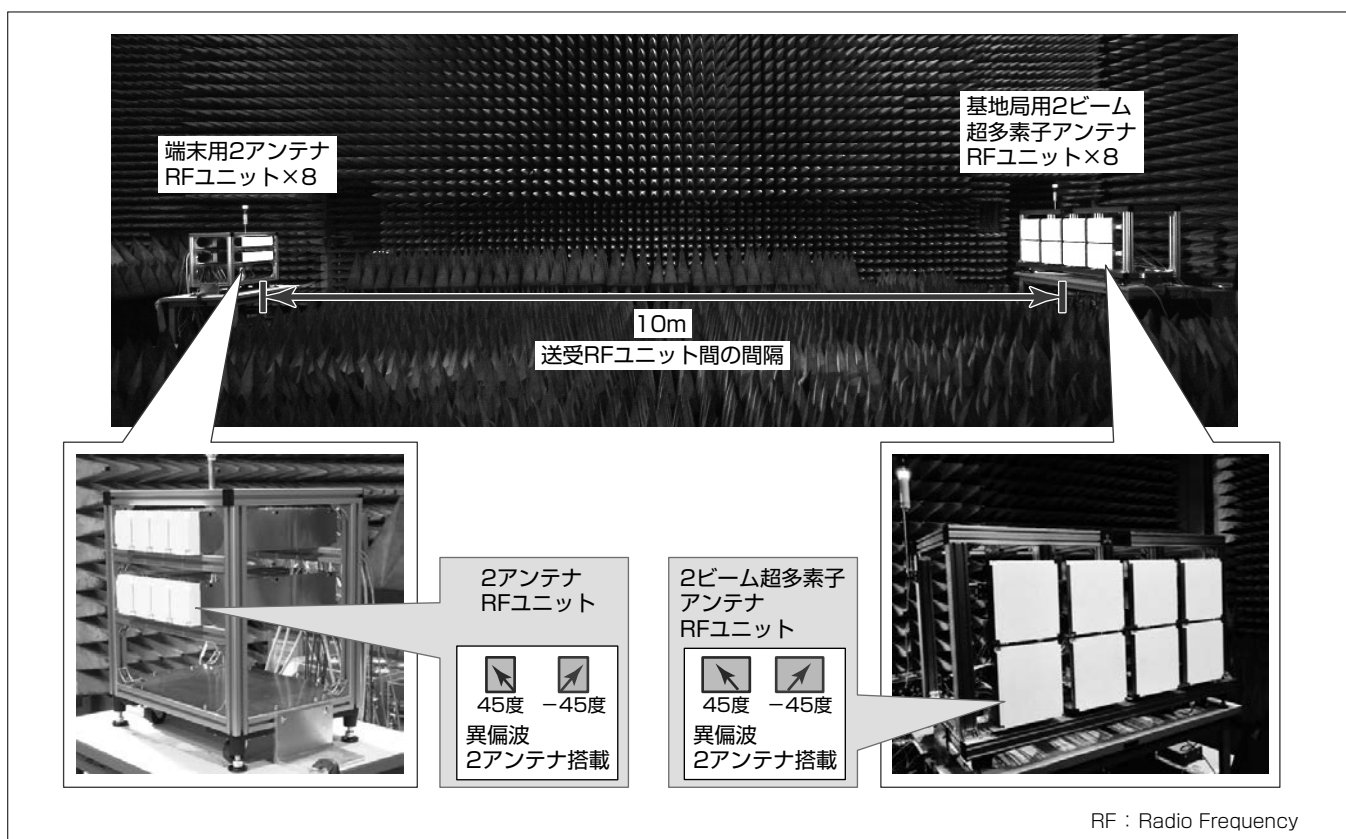 端末用2アンテナ
RFユニット×8
基地局用2ビーム
超多素子アンテナ
RFユニット×8
10m
送受RFユニット間の間隔
2アンテナ
RFユニット
45度 −45度
異偏波
2アンテナ搭載
2ビーム超多素子
アンテナ
RFユニット
45度 −45度
異偏波
2アンテナ搭載
RF：Radio Frequency